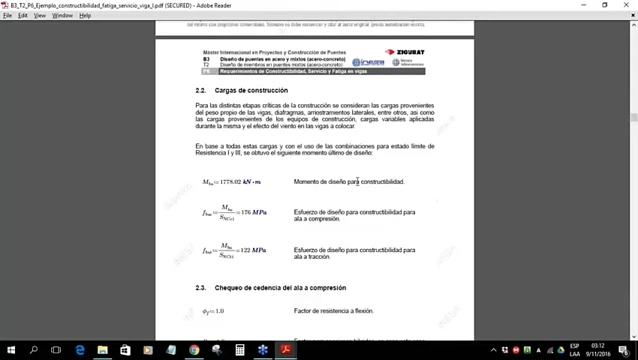 B3_T2_P6_Ejemplo_constructibilidad_fatiga_servicio_viga_I.pdf (SECURED) - Adobe Reader
File Edit View Window Help
Máster Internacional en Proyectos y Construcción de Puentes
ZIGURAT
B3 Diseño de puentes en acero y mixtos (acero-concreto)
T2 Diseño de miembros en puentes mixtos (acero-concreto)
P6 Requerimientos de Constructibilidad, Servicio y Fatiga en vigas
2.2. Cargas de construcción
Para las distintas etapas críticas de la construcción se consideran las cargas provenientes
del peso propio de las vigas, diafragmas, arriostramientos laterales, entre otros, asi como
las cargas provenientes de los equipos de construcción, cargas variables aplicadas
durante la misma y el efecto del viento en las vigas a colocar.
En base a todas estas cargas y con el uso de las combinaciones para estado límite de
Resistencia I y III, se obtuvo el siguiente momento último de diseño:
:= 1778.02 kN·m Momento de diseño para constructibilidad.
:= = 176 MPa Esfuerzo de diseño para constructibilidad para
ala a compresión.
:= = 122 MPa Esfuerzo de diseño para constructibilidad para
ala a tracción.
2.3. Chequeo de cedencia del ala a compresión
ϕf := 1.0 Factor de resistencia a flexión.
ESP 03:12
LAA 9/11/2016